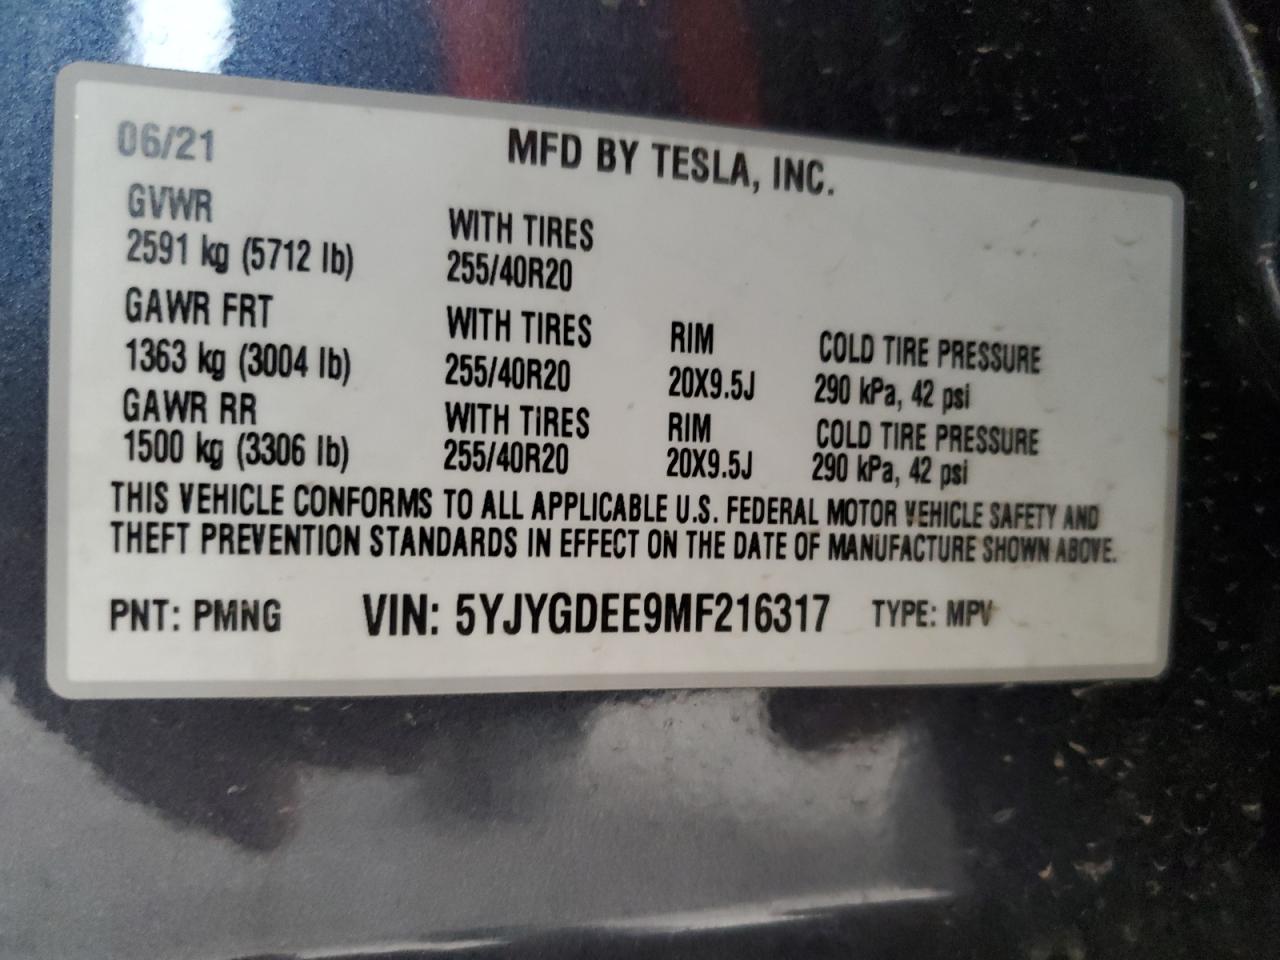 06/21 MFD BY TESLA, INC.
GVWR WITH TIRES
2591 kg (5712 lb) 255/40R20
GAWR FRT WITH TIRES RIM COLD TIRE PRESSURE
1363 kg (3004 lb) 255/40R20 20X9.5J 290 kPa, 42 psi
GAWR RR WITH TIRES RIM COLD TIRE PRESSURE
1500 kg (3306 lb) 255/40R20 20X9.5J 290 kPa, 42 psi
THIS VEHICLE CONFORMS TO ALL APPLICABLE U.S. FEDERAL MOTOR VEHICLE SAFETY AND
THEFT PREVENTION STANDARDS IN EFFECT ON THE DATE OF MANUFACTURE SHOWN ABOVE.
PNT: PMNG VIN: 5YJYGDEE9MF216317 TYPE: MPV